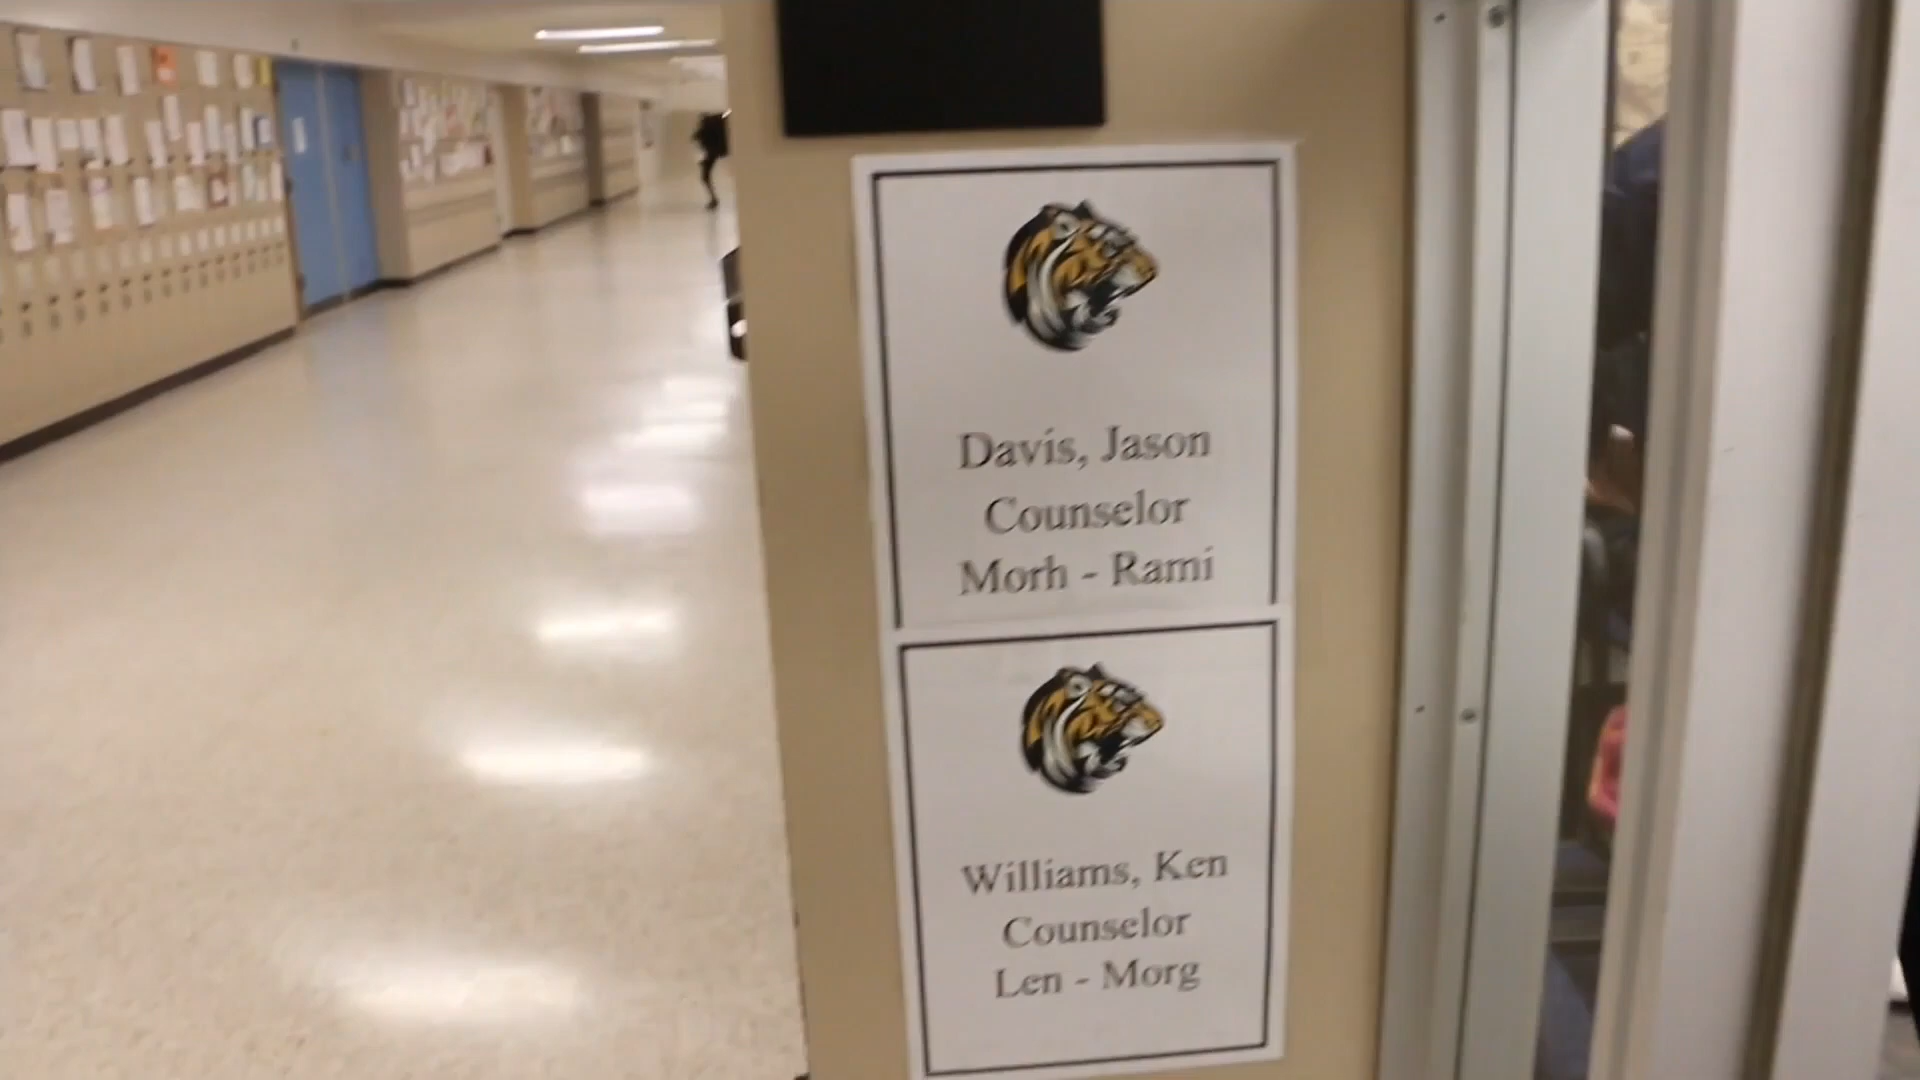 Davis, Jason
Counselor
Morh - Rami
Williams, Ken
Counselor
Len - Morg